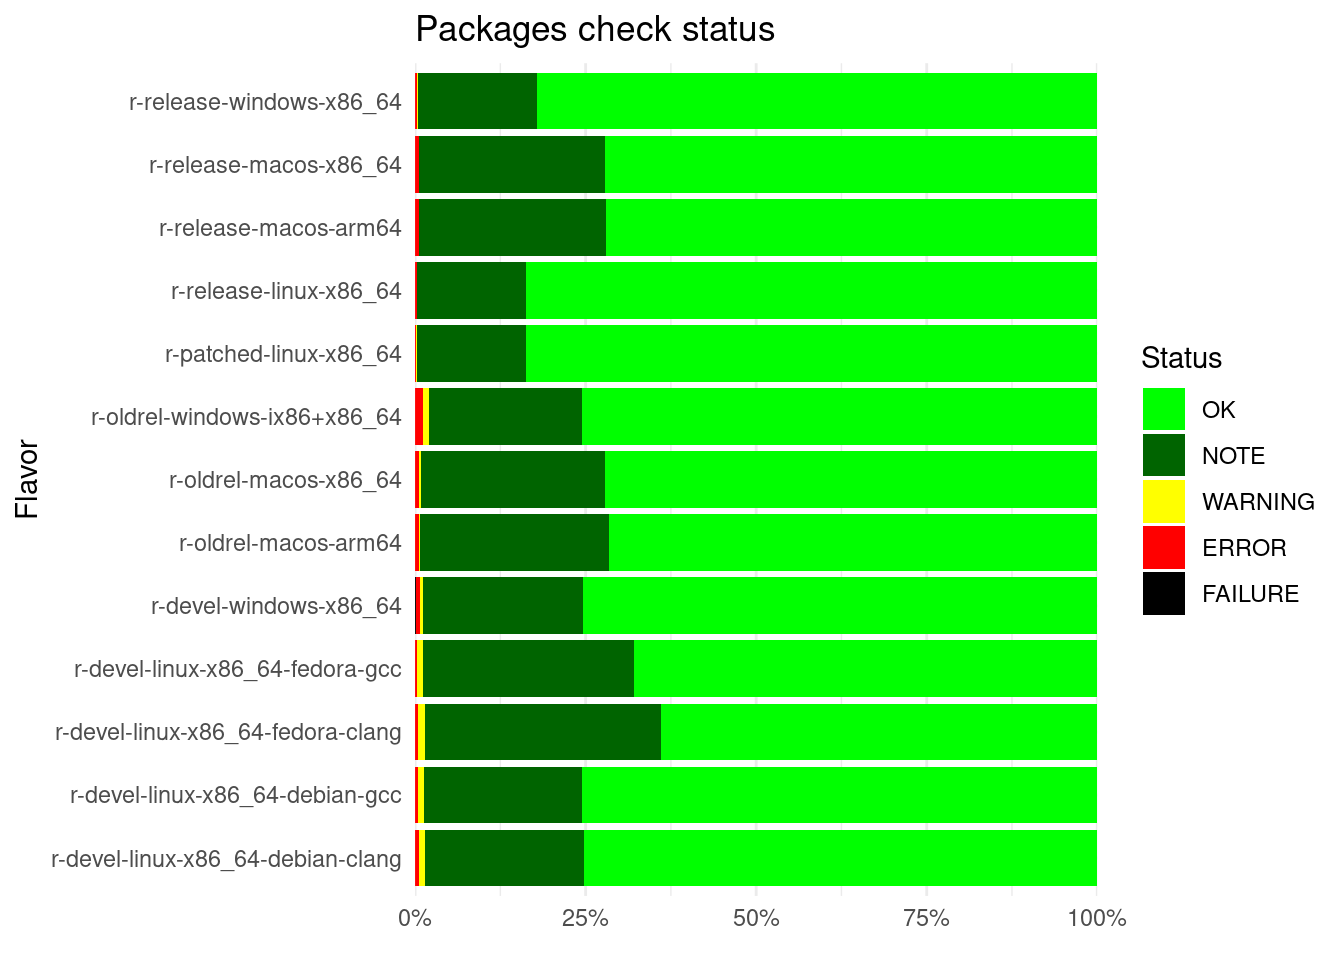 Packages check status
Flavor
r-release-windows-x86_64
r-release-macos-x86_64
r-release-macos-arm64
r-release-linux-x86_64
r-patched-linux-x86_64
r-oldrel-windows-ix86+x86_64
r-oldrel-macos-x86_64
r-oldrel-macos-arm64
r-devel-windows-x86_64
r-devel-linux-x86_64-fedora-gcc
r-devel-linux-x86_64-fedora-clang
r-devel-linux-x86_64-debian-gcc
r-devel-linux-x86_64-debian-clang
0% 25% 50% 75% 100%
Status
OK
NOTE
WARNING
ERROR
FAILURE